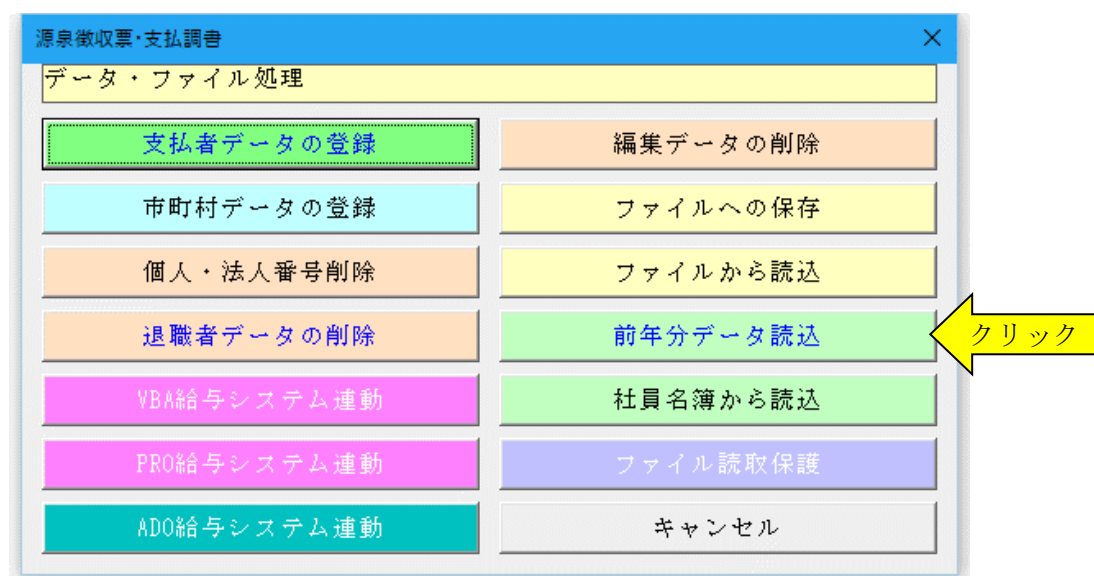 源泉徴収票・支払調書
データ・ファイル処理
支払者データの登録
編集データの削除
市町村データの登録
ファイルへの保存
個人・法人番号削除
ファイルから読込
退職者データの削除
前年分データ読込
クリック
VBA給与システム連動
社員名簿から読込
PRO給与システム連動
ファイル読取保護
ADO給与システム連動
キャンセル